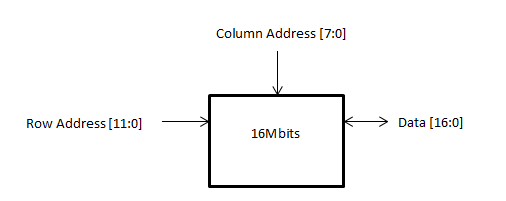 Column Address [7:0]
Row Address [11:0]
16Mbits
Data [16:0]